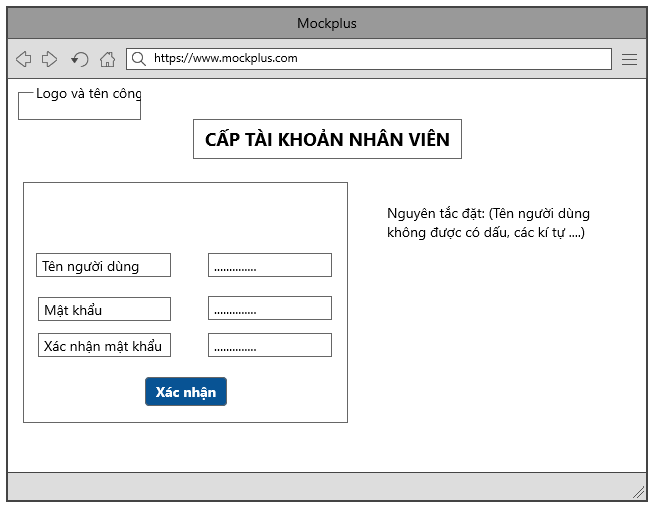 Mockplus
https://www.mockplus.com
Logo và tên công
CẤP TÀI KHOẢN NHÂN VIÊN
Nguyên tắc đặt: (Tên người dùng
không được có dấu, các kí tự ....)
Tên người dùng
..............
Mật khẩu
..............
Xác nhận mật khẩu
..............
Xác nhận